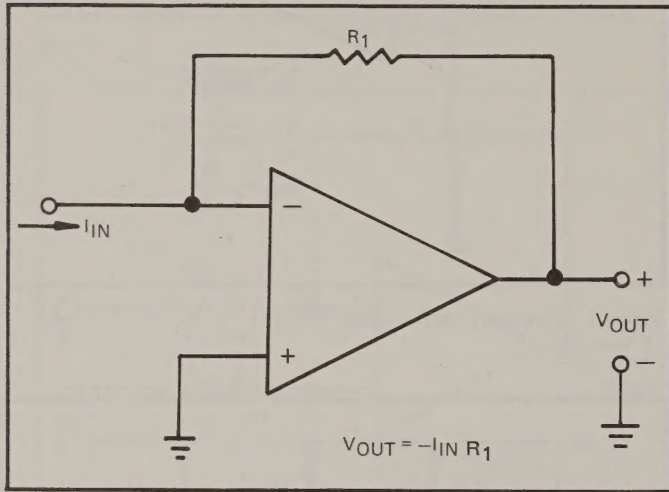 R1
−
IIN
+
+
VOUT
−
VOUT = −IIN R1